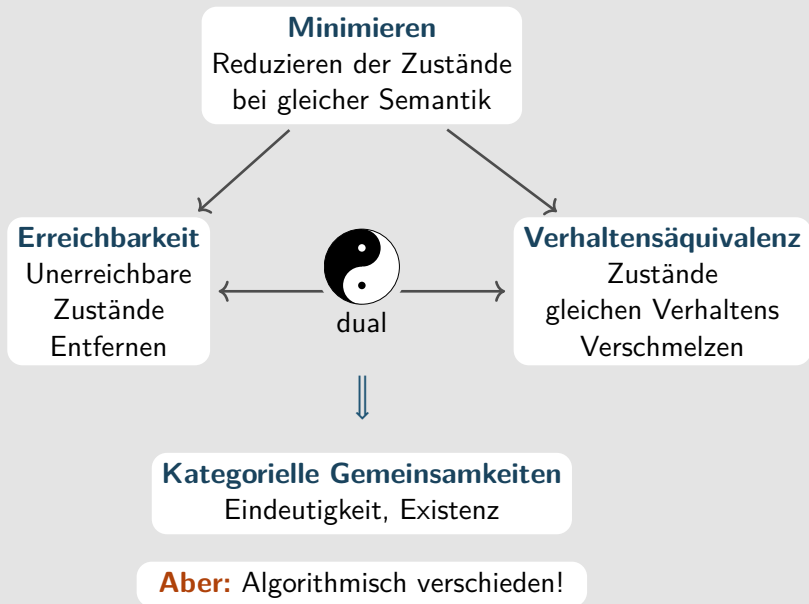 Minimieren
Reduzieren der Zustände
bei gleicher Semantik
Erreichbarkeit
Unerreichbare
Zustände
Entfernen
dual
Verhaltensäquivalenz
Zustände
gleichen Verhaltens
Verschmelzen
Kategorielle Gemeinsamkeiten
Eindeutigkeit, Existenz
Aber: Algorithmisch verschieden!